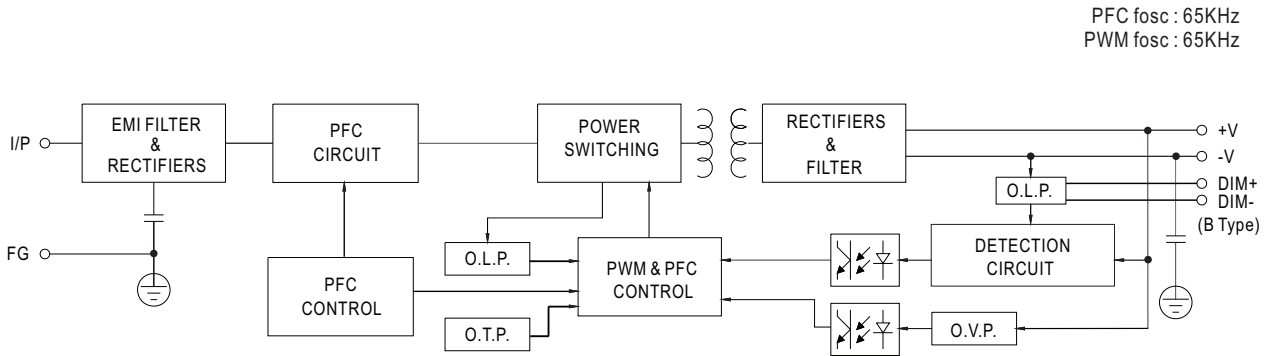 PFC fosc : 65KHz
PWM fosc : 65KHz
I/P
EMI FILTER
&
RECTIFIERS
PFC
CIRCUIT
POWER
SWITCHING
RECTIFIERS
&
FILTER
+V
-V
O.L.P.
DIM+
DIM-
(B Type)
FG
PFC
CONTROL
O.L.P.
PWM & PFC
CONTROL
DETECTION
CIRCUIT
O.T.P.
O.V.P.